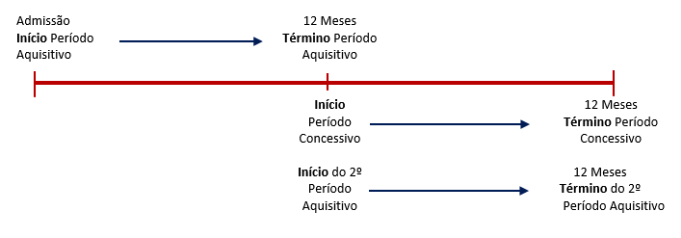 Admissão
Início Período
Aquisitivo
12 Meses
Término Período
Aquisitivo
Início
Período
Concessivo
12 Meses
Término Período
Concessivo
Início do 2º
Período
Aquisitivo
12 Meses
Término do 2º
Período Aquisitivo